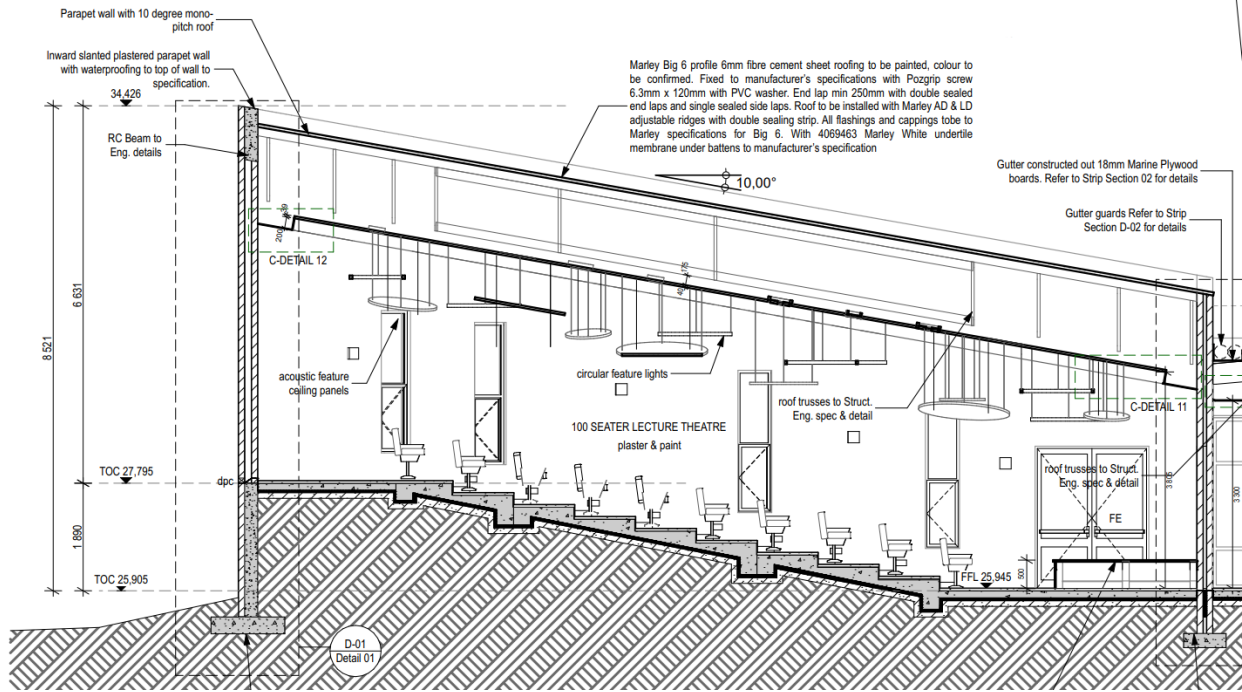 Parapet wall with 10 degree mono-
pitch roof
Inward slanted plastered parapet wall
with waterproofing to top of wall to
specification.
34,426
RC Beam to
Eng. details
Marley Big 6 profile 6mm fibre cement sheet roofing to be painted, colour to
be confirmed. Fixed to manufacturer's specifications with Pozgrip screw
6.3mm x 120mm with PVC washer. End lap min 250mm with double sealed
end laps and single sealed side laps. Roof to be installed with Marley AD & LD
adjustable ridges with double sealing strip. All flashings and cappings tobe to
Marley specifications for Big 6. With 4069463 Marley White undertile
membrane under battens to manufacturer's specification
10,00°
Gutter constructed out 18mm Marine Plywood
boards. Refer to Strip Section 02 for details
Gutter guards Refer to Strip
Section D-02 for details
200
C-DETAIL 12
6 631
8 521
175
acoustic feature
ceiling panels
circular feature lights
roof trusses to Struct.
Eng. spec & detail
C-DETAIL 11
100 SEATER LECTURE THEATRE
plaster & paint
roof trusses to Struct.
Eng. spec & detail
3 805
3 300
FE
TOC 27,795
dpc
1 890
TOC 25,905
FFL 25,945
500
D-01
Detail 01